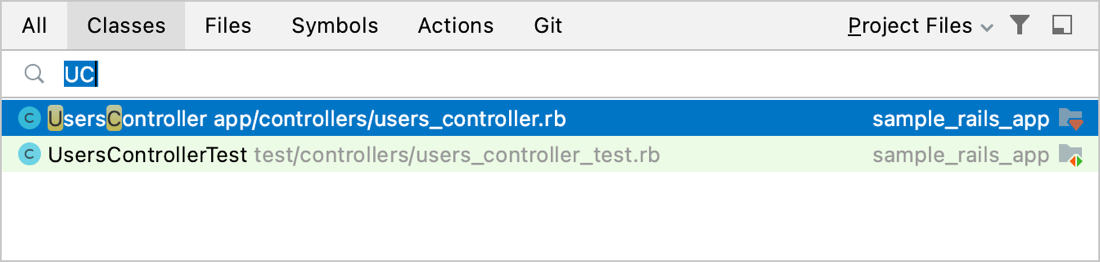 All Classes Files Symbols Actions Git Project Files
UC
C UsersController app/controllers/users_controller.rb sample_rails_app
C UsersControllerTest test/controllers/users_controller_test.rb sample_rails_app